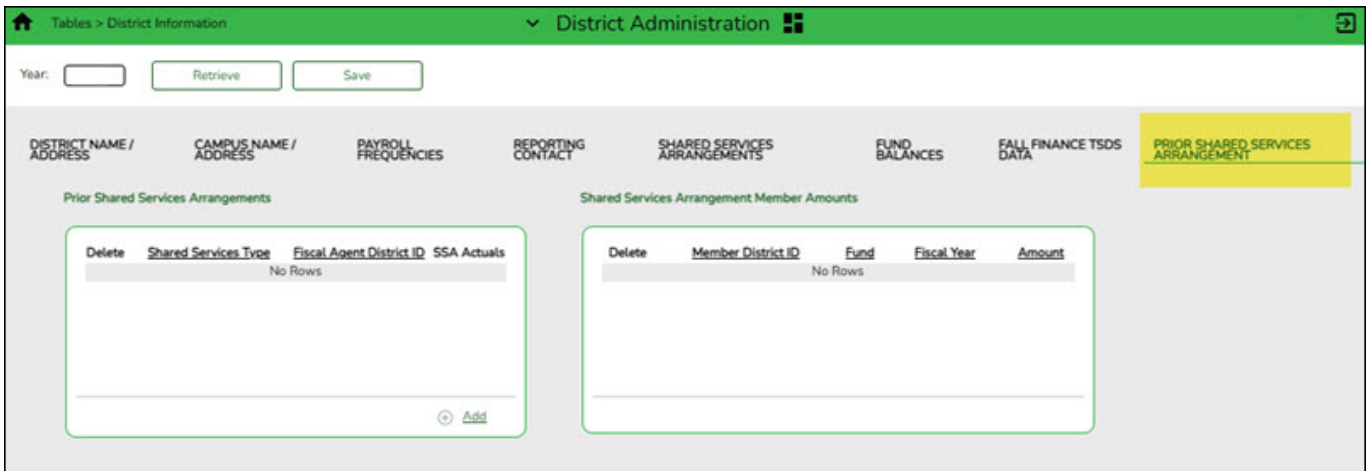 Tables > District Information
District Administration
Year:
Retrieve
Save
DISTRICT NAME /
ADDRESS
CAMPUS NAME /
ADDRESS
PAYROLL
FREQUENCIES
REPORTING
CONTACT
SHARED SERVICES
ARRANGEMENTS
FUND
BALANCES
FALL FINANCE TSDS
DATA
PRIOR SHARED SERVICES
ARRANGEMENT
Prior Shared Services Arrangements
Delete Shared Services Type Fiscal Agent District ID SSA Actuals
No Rows
Add
Shared Services Arrangement Member Amounts
Delete Member District ID Fund Fiscal Year Amount
No Rows